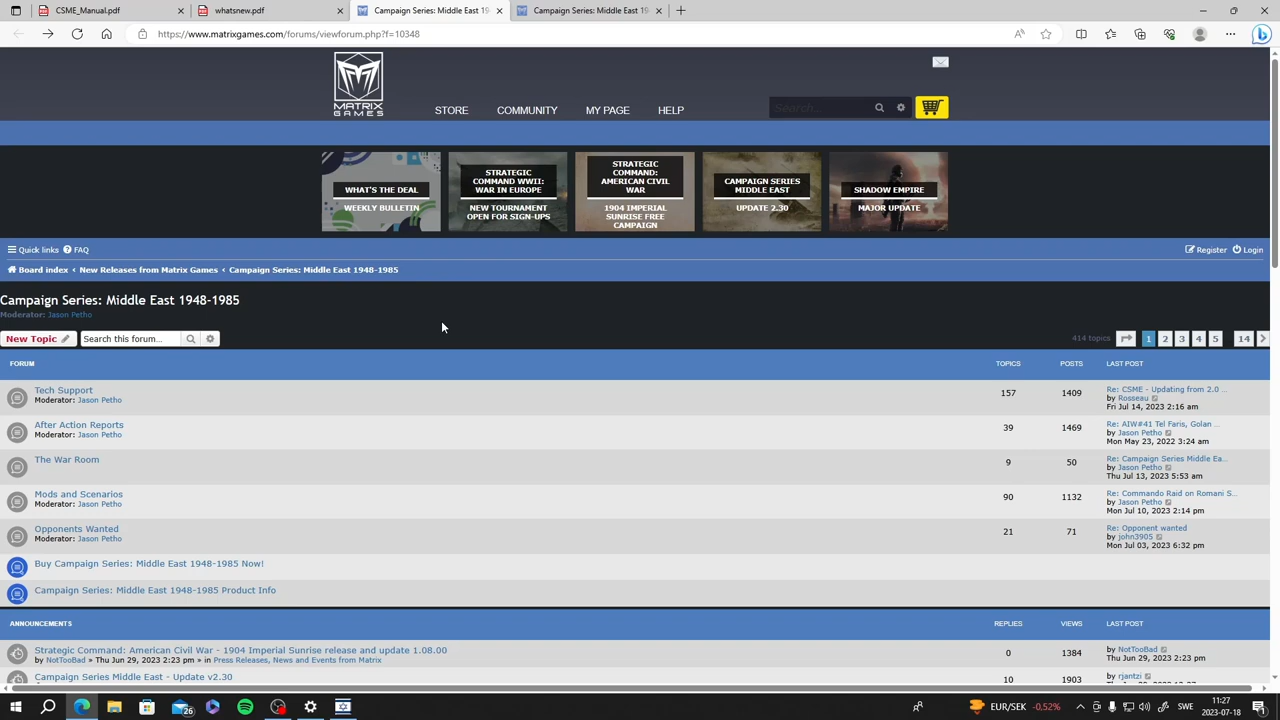 CSME_Manual.pdf
whatsnew.pdf
Campaign Series: Middle East 19
Campaign Series: Middle East 19
https://www.matrixgames.com/forums/viewforum.php?f=10348
MATRIX
GAMES
STORE
COMMUNITY
MY PAGE
HELP
Search...
WHAT'S THE DEAL
WEEKLY BULLETIN
STRATEGIC
COMMAND WWII:
WAR IN EUROPE
NEW TOURNAMENT
OPEN FOR SIGN-UPS
STRATEGIC
COMMAND:
AMERICAN CIVIL
WAR
1904 IMPERIAL
SUNRISE FREE
CAMPAIGN
CAMPAIGN SERIES
MIDDLE EAST
UPDATE 2.30
SHADOW EMPIRE
MAJOR UPDATE
Quick links FAQ
Register Login
Board index ‹ New Releases from Matrix Games ‹ Campaign Series: Middle East 1948-1985
Campaign Series: Middle East 1948-1985
Moderator: Jason Petho
New Topic
Search this forum...
414 topics 1 2 3 4 5 14
FORUM TOPICS POSTS LAST POST
Tech Support
Moderator: Jason Petho
157 1409
Re: CSME - Updating from 2.0 ...
by Rosseau
Fri Jul 14, 2023 2:16 am
After Action Reports
Moderator: Jason Petho
39 1469
Re: AIW#41 Tel Faris, Golan ...
by Jason Petho
Mon May 23, 2022 3:24 am
The War Room
9 50
Re: Campaign Series Middle Ea...
by Jason Petho
Thu Jul 13, 2023 5:53 am
Mods and Scenarios
Moderator: Jason Petho
90 1132
Re: Commando Raid on Romani S...
by Jason Petho
Mon Jul 10, 2023 2:14 pm
Opponents Wanted
Moderator: Jason Petho
21 71
Re: Opponent wanted
by john3905
Mon Jul 03, 2023 6:32 pm
Buy Campaign Series: Middle East 1948-1985 Now!
Campaign Series: Middle East 1948-1985 Product Info
ANNOUNCEMENTS REPLIES VIEWS LAST POST
Strategic Command: American Civil War - 1904 Imperial Sunrise release and update 1.08.00
by NotTooBad » Thu Jun 29, 2023 2:23 pm » in Press Releases, News and Events from Matrix
0 1384
by NotTooBad
Thu Jun 29, 2023 2:23 pm
Campaign Series Middle East - Update v2.30
10 1903
by rjantzi
26
EUR/SEK -0,52%
SWE
11:27
2023-07-18
1